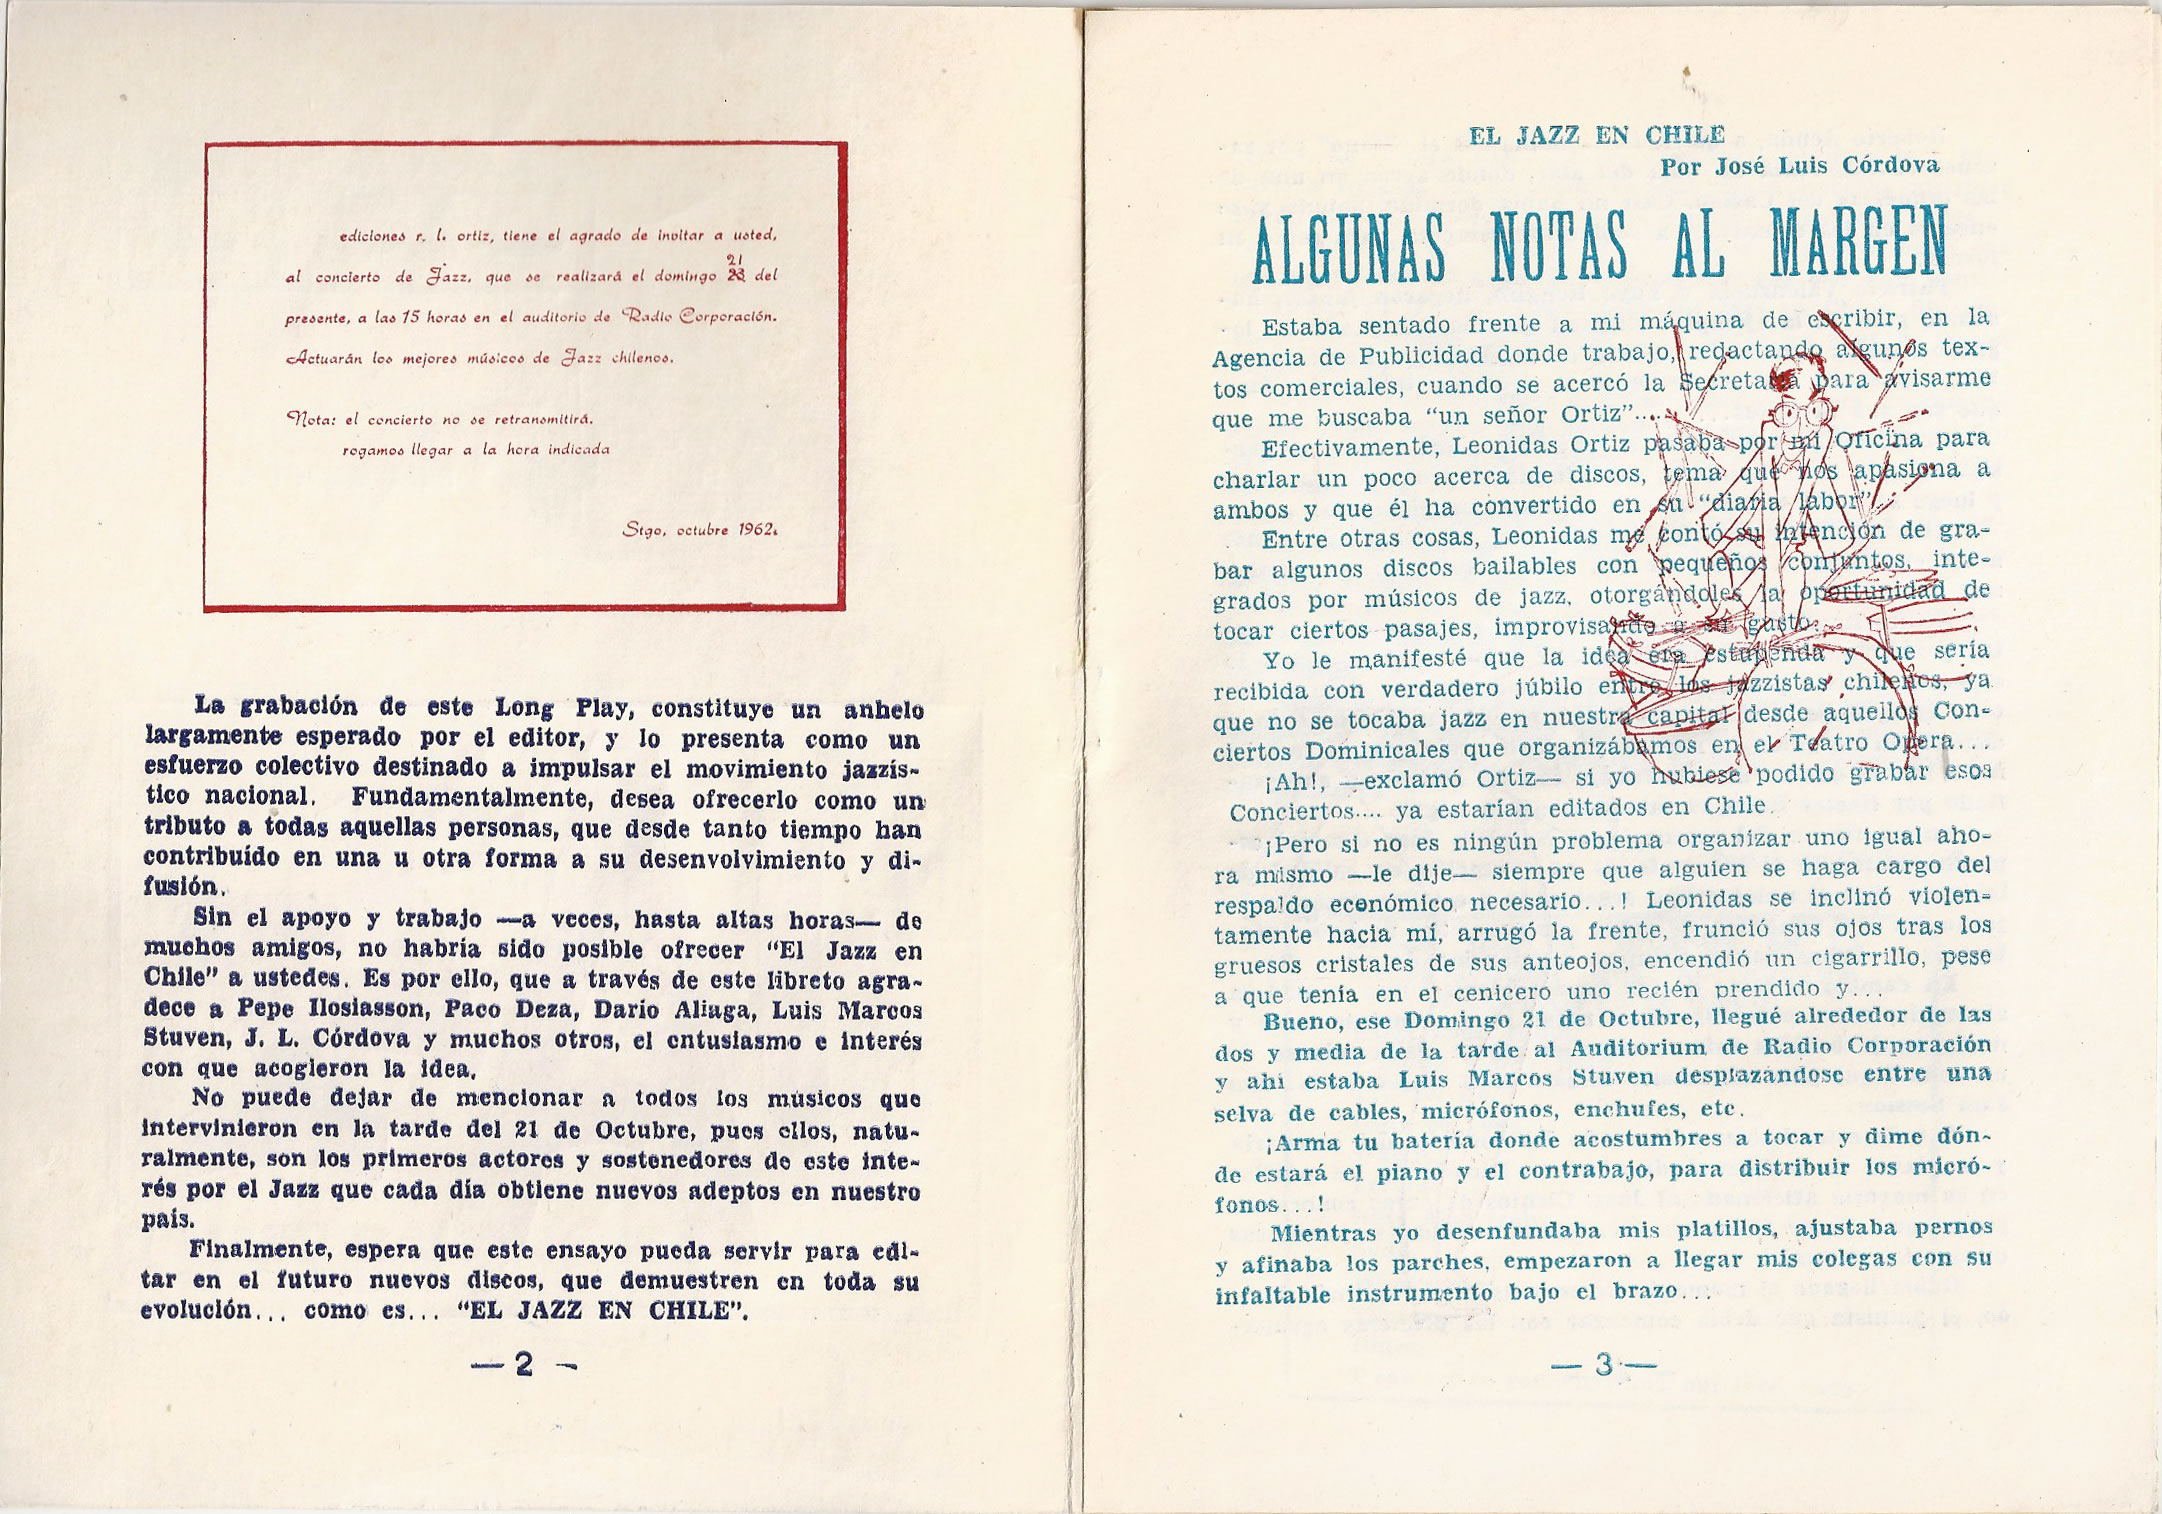 ediciones r. l. ortiz, tiene el agrado de invitar a usted,
21
al concierto de Jazz, que se realizará el domingo 28 del
presente, a las 15 horas en el auditorio de Radio Corporación.
Actuarán los mejores músicos de Jazz chilenos.
Nota: el concierto no se retransmitirá.
rogamos llegar a la hora indicada
Stgo, octubre 1962.
La grabación de este Long Play, constituye un anhelo
largamente esperado por el editor, y lo presenta como un
esfuerzo colectivo destinado a impulsar el movimiento jazzís-
tico nacional. Fundamentalmente, desea ofrecerlo como un
tributo a todas aquellas personas, que desde tanto tiempo han
contribuído en una u otra forma a su desenvolvimiento y di-
fusión.
Sin el apoyo y trabajo —a veces, hasta altas horas— de
muchos amigos, no habría sido posible ofrecer "El Jazz en
Chile" a ustedes. Es por ello, que a través de este libreto agra-
dece a Pepe Ilosiasson, Paco Deza, Darío Aliaga, Luis Marcos
Stuven, J. L. Córdova y muchos otros, el entusiasmo e interés
con que acogieron la idea.
No puede dejar de mencionar a todos los músicos que
intervinieron en la tarde del 21 de Octubre, pues ellos, natu-
ralmente, son los primeros actores y sostenedores de este inte-
rés por el Jazz que cada día obtiene nuevos adeptos en nuestro
país.
Finalmente, espera que este ensayo pueda servir para edi-
tar en el futuro nuevos discos, que demuestren en toda su
evolución... como es... "EL JAZZ EN CHILE".
— 2 —
EL JAZZ EN CHILE
Por José Luis Córdova
ALGUNAS NOTAS AL MARGEN
Estaba sentado frente a mi máquina de escribir, en la
Agencia de Publicidad donde trabajo, redactando algunos tex-
tos comerciales, cuando se acercó la Secretaria para avisarme
que me buscaba "un señor Ortiz"....
Efectivamente, Leonidas Ortiz pasaba por mi Oficina para
charlar un poco acerca de discos, tema que nos apasiona a
ambos y que él ha convertido en su "diaria labor".
Entre otras cosas, Leonidas me contó su intención de gra-
bar algunos discos bailables con pequeños conjuntos, inte-
grados por músicos de jazz, otorgándoles la oportunidad de
tocar ciertos pasajes, improvisando a su gusto.
Yo le manifesté que la idea era estupenda y que sería
recibida con verdadero júbilo entre los jazzistas chilenos, ya
que no se tocaba jazz en nuestra capital desde aquellos Con-
ciertos Dominicales que organizábamos en el Teatro Opera...
¡Ah!, —exclamó Ortiz— si yo hubiese podido grabar esos
Conciertos.... ya estarían editados en Chile.
¡Pero si no es ningún problema organizar uno igual aho-
ra mismo —le dije— siempre que alguien se haga cargo del
respaldo económico necesario...! Leonidas se inclinó violen-
tamente hacia mí, arrugó la frente, frunció sus ojos tras los
gruesos cristales de sus anteojos, encendió un cigarrillo, pese
a que tenía en el cenicero uno recién prendido y...
Bueno, ese Domingo 21 de Octubre, llegué alrededor de las
dos y media de la tarde al Auditorium de Radio Corporación
y ahí estaba Luis Marcos Stuven desplazándose entre una
selva de cables, micrófonos, enchufes, etc.
¡Arma tu batería donde acostumbres a tocar y dime dón-
de estará el piano y el contrabajo, para distribuir los micró-
fonos...!
Mientras yo desenfundaba mis platillos, ajustaba pernos
y afinaba los parches, empezaron a llegar mis colegas con su
infaltable instrumento bajo el brazo...
— 3 —